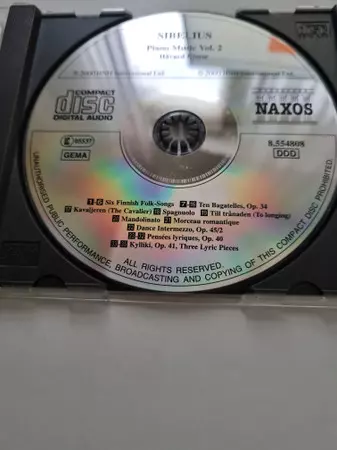 SIBELIUS
Piano Music Vol. 2
COMPACT
disc
DIGITAL AUDIO
NAXOS
GEMA
8.554808
DDD
Six Finnish Folk-Songs Ten Bagatelles, Op. 34
Kavaljeren (The Cavalier) Spagnuolo Till trånaden (To longing)
Mandolinato Morceau romantique
Dance Intermezzo, Op. 45/2
Pensées lyriques, Op. 40
Kyllikki, Op. 41, Three Lyric Pieces
ALL RIGHTS RESERVED.
UNAUTHORISED PUBLIC PERFORMANCE, BROADCASTING AND COPYING OF THIS COMPACT DISC PROHIBITED.